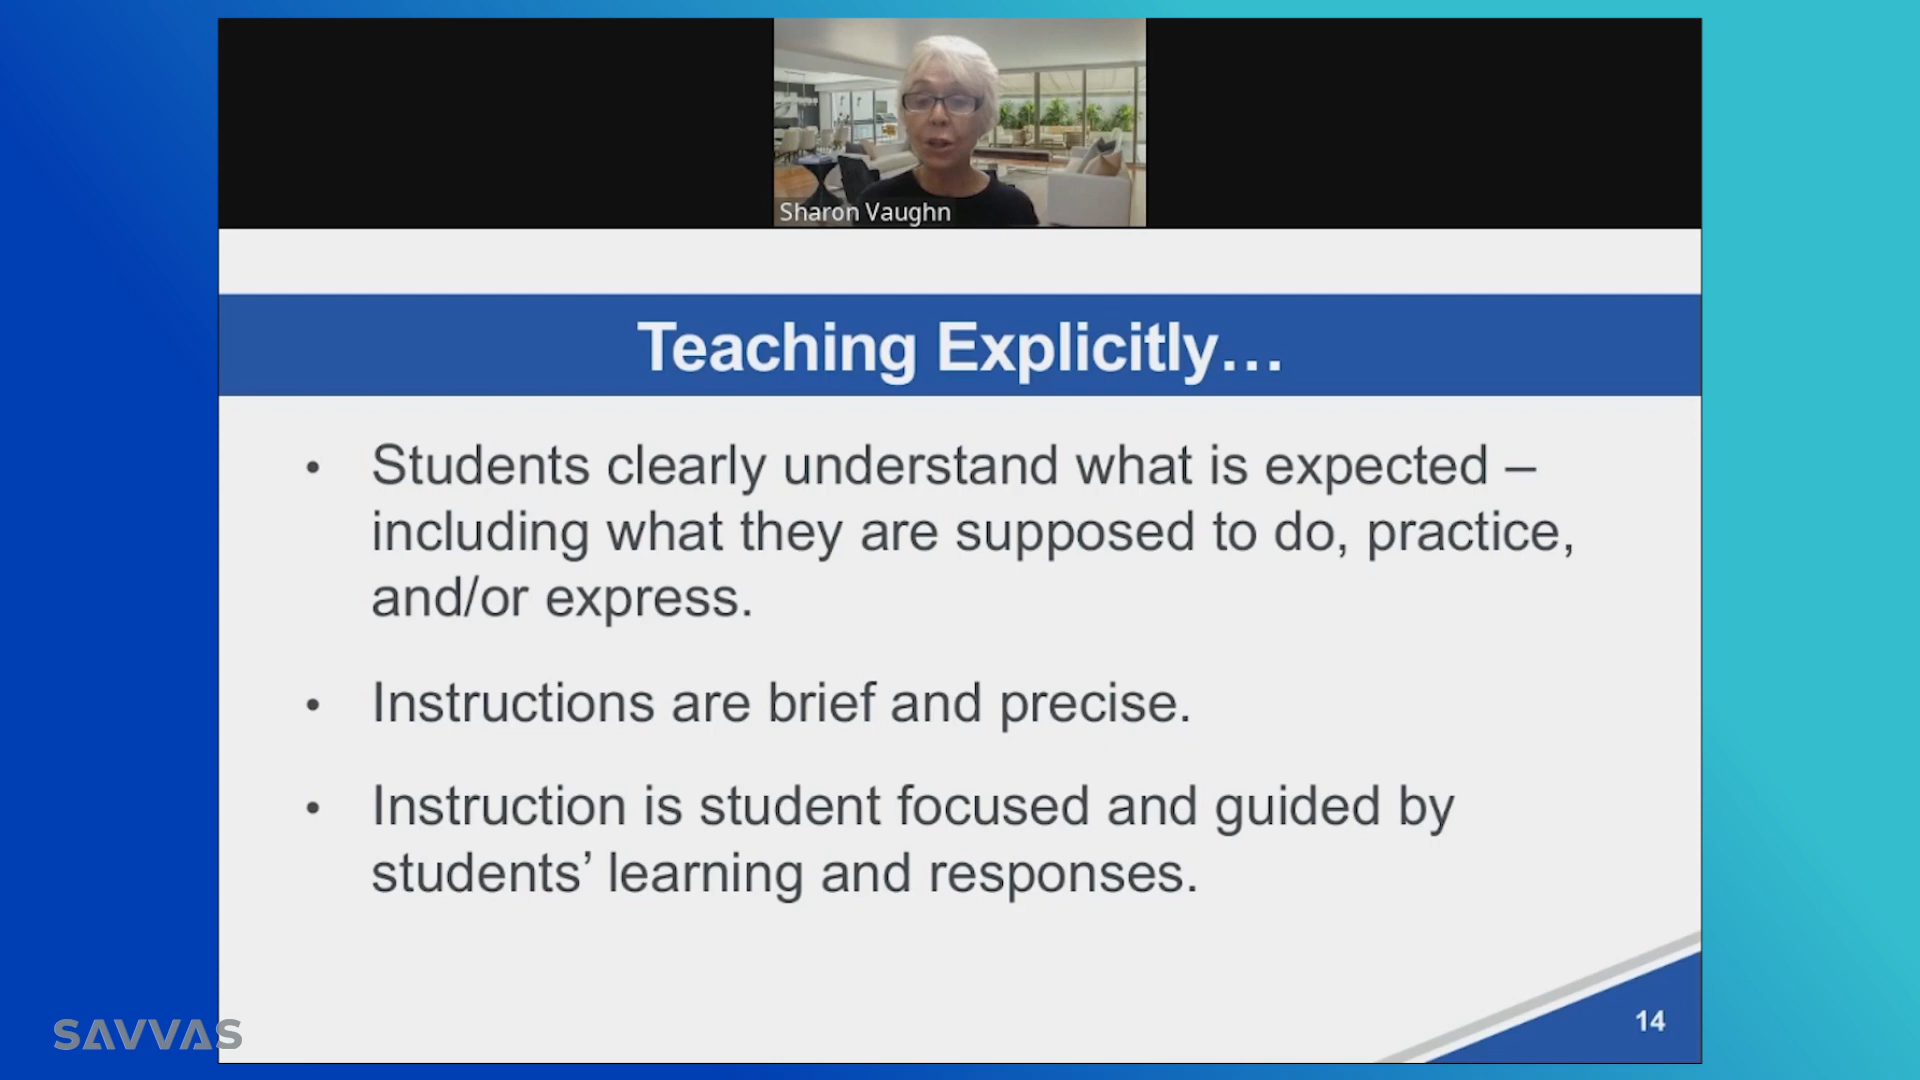 Sharon Vaughn
Teaching Explicitly…
• Students clearly understand what is expected –
including what they are supposed to do, practice,
and/or express.
• Instructions are brief and precise.
• Instruction is student focused and guided by
students’ learning and responses.
14
SAVVAS